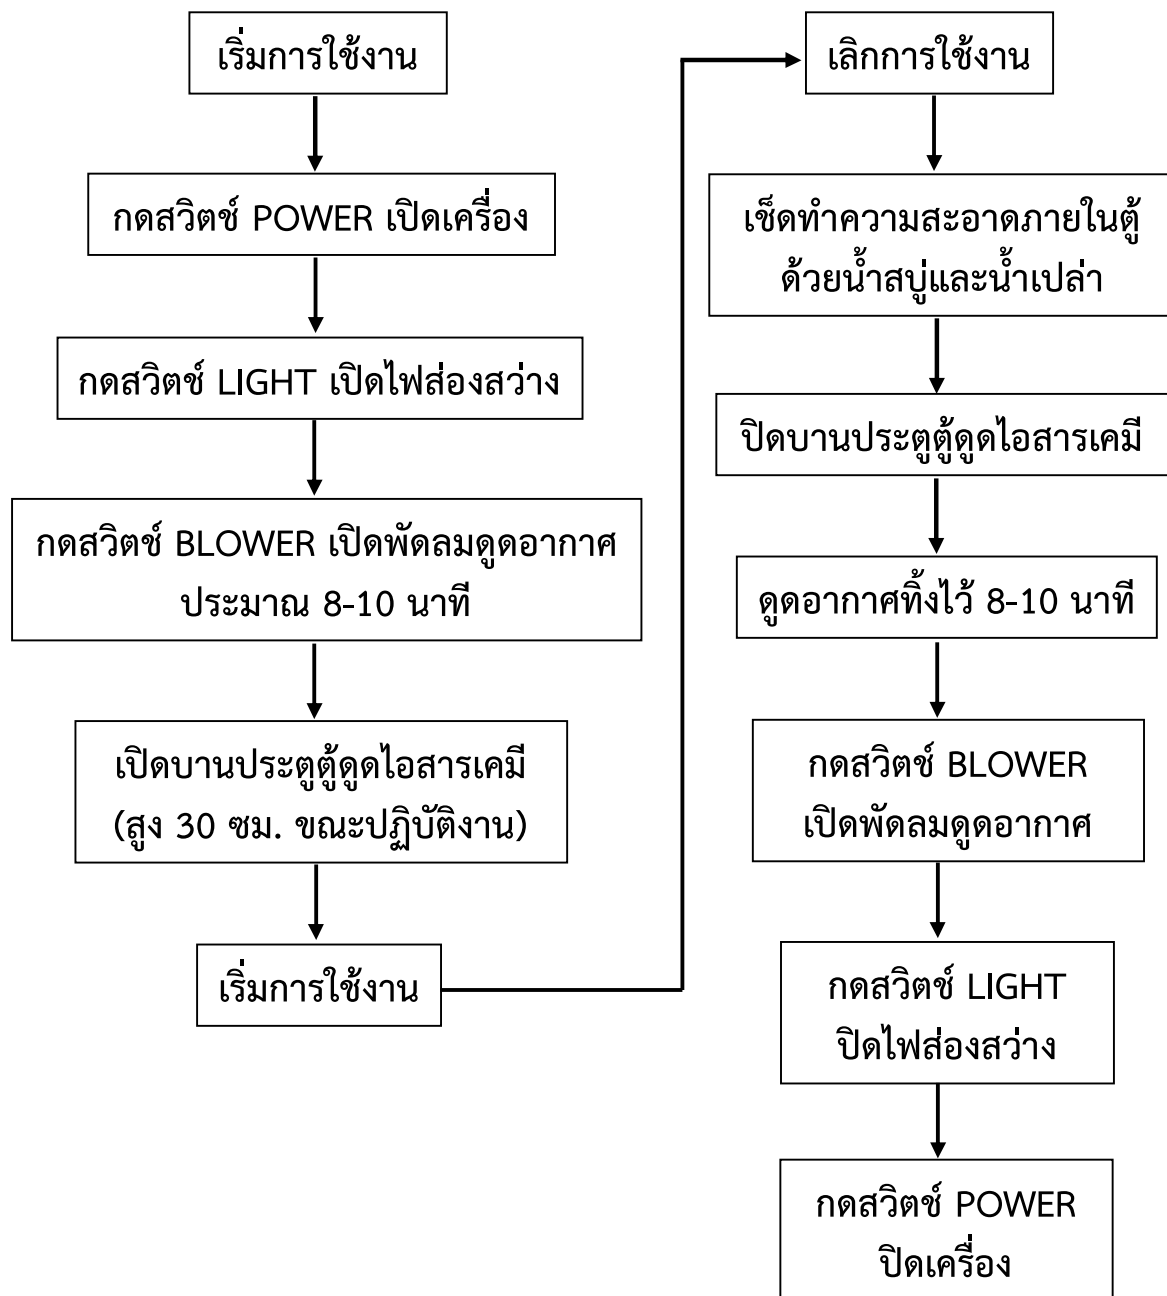 เริ่มการใช้งาน
กดสวิตช์ POWER เปิดเครื่อง
กดสวิตช์ LIGHT เปิดไฟส่องสว่าง
กดสวิตช์ BLOWER เปิดพัดลมดูดอากาศ
ประมาณ 8-10 นาที
เปิดบานประตูตู้ดูดไอสารเคมี
(สูง 30 ซม. ขณะปฏิบัติงาน)
เริ่มการใช้งาน
เลิกการใช้งาน
เช็ดทำความสะอาดภายในตู้
ด้วยน้ำสบู่และน้ำเปล่า
ปิดบานประตูตู้ดูดไอสารเคมี
ดูดอากาศทิ้งไว้ 8-10 นาที
กดสวิตช์ BLOWER
เปิดพัดลมดูดอากาศ
กดสวิตช์ LIGHT
ปิดไฟส่องสว่าง
กดสวิตช์ POWER
ปิดเครื่อง